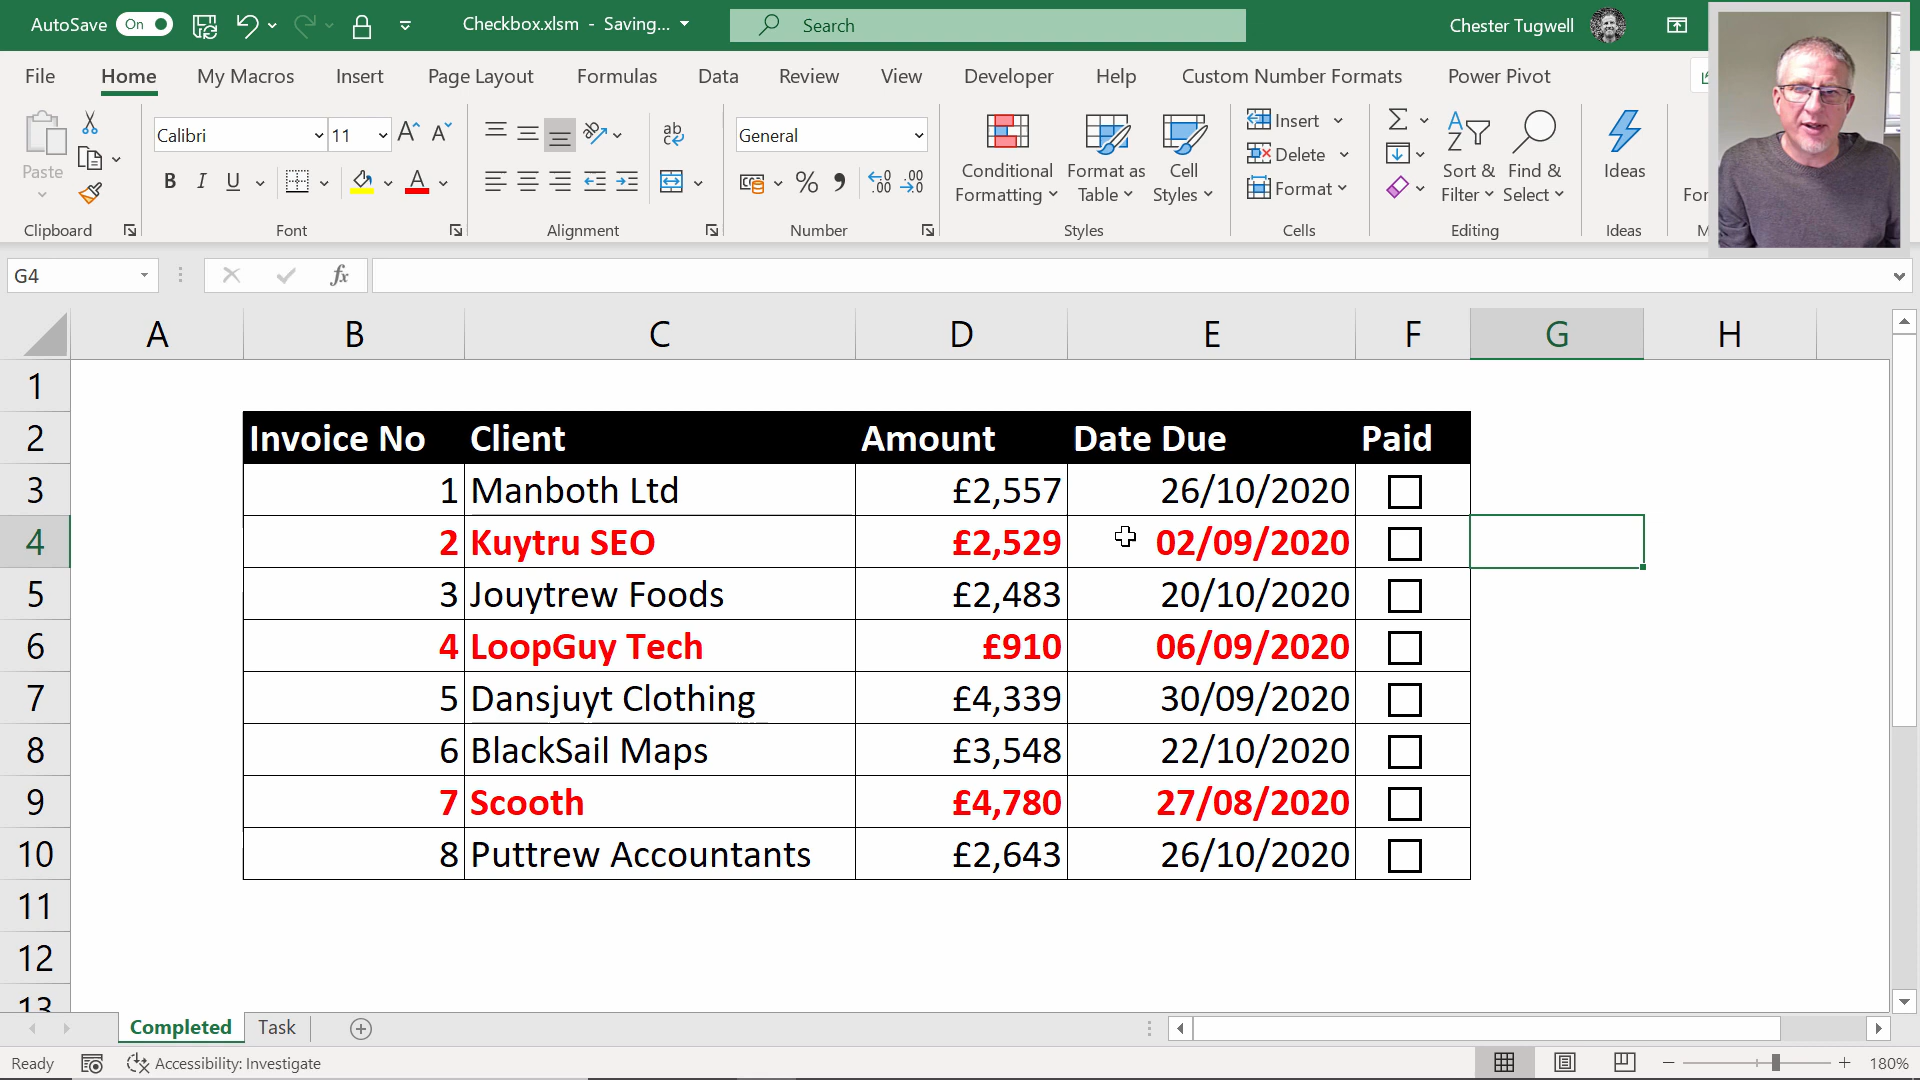 AutoSave On Checkbox.xlsm - Saving... Search Chester Tugwell
File Home My Macros Insert Page Layout Formulas Data Review View Developer Help Custom Number Formats Power Pivot
Paste
Calibri 11
B I U
ab
General
Conditional Formatting
Format as Table
Cell Styles
Insert
Delete
Format
Sort & Filter
Find & Select
Ideas
Clipboard Font Alignment Number Styles Cells Editing Ideas
G4 fx
A B C D E F G H
1
2 Invoice No Client Amount Date Due Paid
3 1 Manboth Ltd £2,557 26/10/2020
4 2 Kuytru SEO £2,529 02/09/2020
5 3 Jouytrew Foods £2,483 20/10/2020
6 4 LoopGuy Tech £910 06/09/2020
7 5 Dansjuyt Clothing £4,339 30/09/2020
8 6 BlackSail Maps £3,548 22/10/2020
9 7 Scooth £4,780 27/08/2020
10 8 Puttrew Accountants £2,643 26/10/2020
11
12
13
Completed Task
Ready Accessibility: Investigate 180%